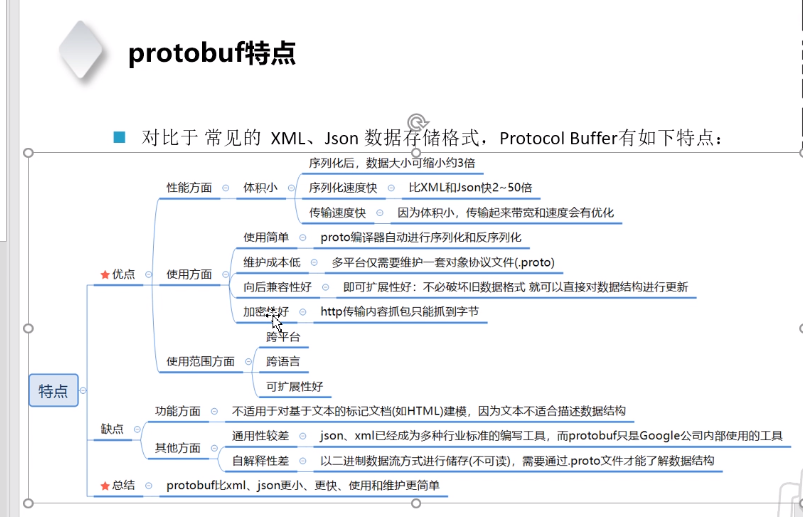 protobuf特点
对比于 常见的 XML、Json 数据存储格式，Protocol Buffer有如下特点：
序列化后，数据大小可缩小约3倍
性能方面 体积小 序列化速度快 比XML和Json快2~50倍
传输速度快 因为体积小，传输起来带宽和速度会有优化
使用简单 proto编译器自动进行序列化和反序列化
维护成本低 多平台仅需要维护一套对象协议文件(.proto)
优点 使用方面 向后兼容性好 即可扩展性好：不必破坏旧数据格式 就可以直接对数据结构进行更新
加密性好 http传输内容抓包只能抓到字节
跨平台
使用范围方面 跨语言
可扩展性好
特点
功能方面 不适用于对基于文本的标记文档(如HTML)建模，因为文本不适合描述数据结构
缺点
通用性较差 json、xml已经成为多种行业标准的编写工具，而protobuf只是Google公司内部使用的工具
其他方面
自解释性差 以二进制数据流方式进行储存(不可读)，需要通过.proto文件才能了解数据结构
总结 protobuf比xml、json更小、更快、使用和维护更简单